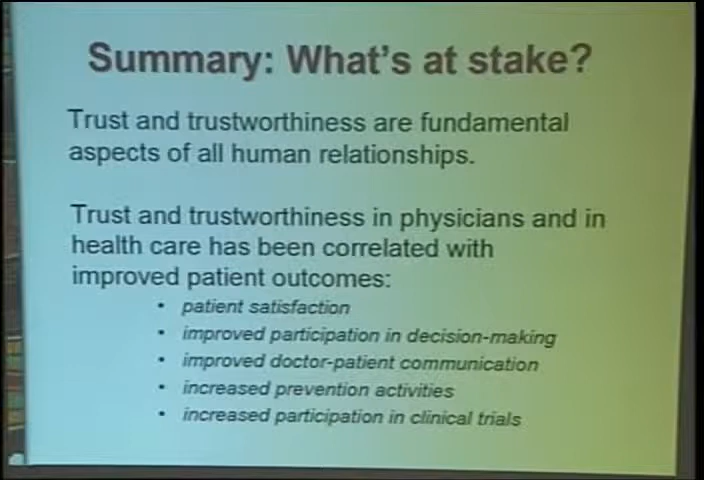 Summary: What's at stake?
Trust and trustworthiness are fundamental
aspects of all human relationships.
Trust and trustworthiness in physicians and in
health care has been correlated with
improved patient outcomes:
• patient satisfaction
• improved participation in decision-making
• improved doctor-patient communication
• increased prevention activities
• increased participation in clinical trials